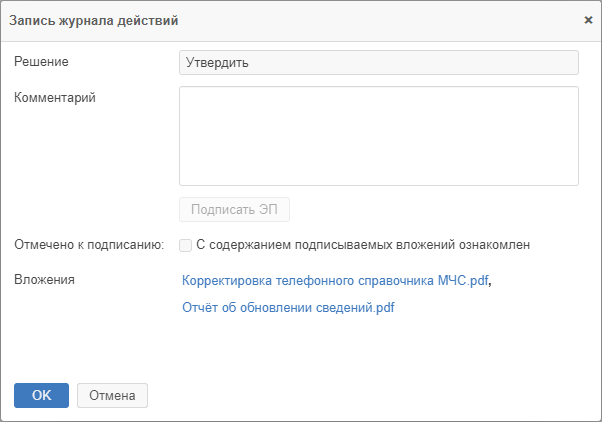 Запись журнала действий ×
Решение Утвердить
Комментарий
Подписать ЭП
Отмечено к подписанию: С содержанием подписываемых вложений ознакомлен
Вложения Корректировка телефонного справочника МЧС.pdf,
Отчёт об обновлении сведений.pdf
OK Отмена